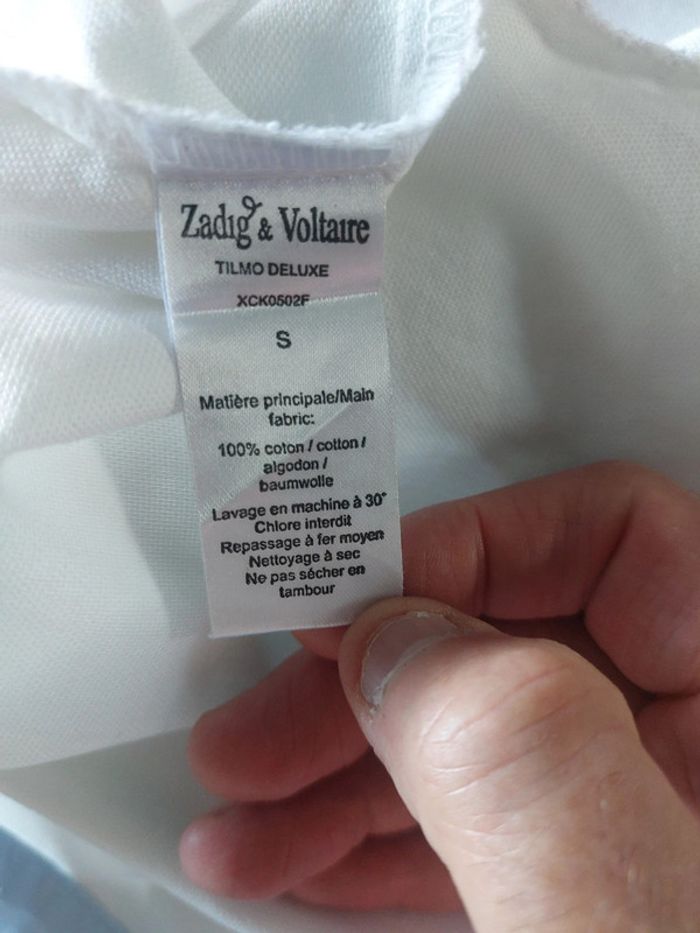 Zadig & Voltaire
TILMO DELUXE
XCK0502F
S
Matière principale/Main
fabric:
100% coton / cotton /
algodon /
baumwolle
Lavage en machine à 30°
Chlore interdit
Repassage à fer moyen
Nettoyage à sec
Ne pas sécher en
tambour